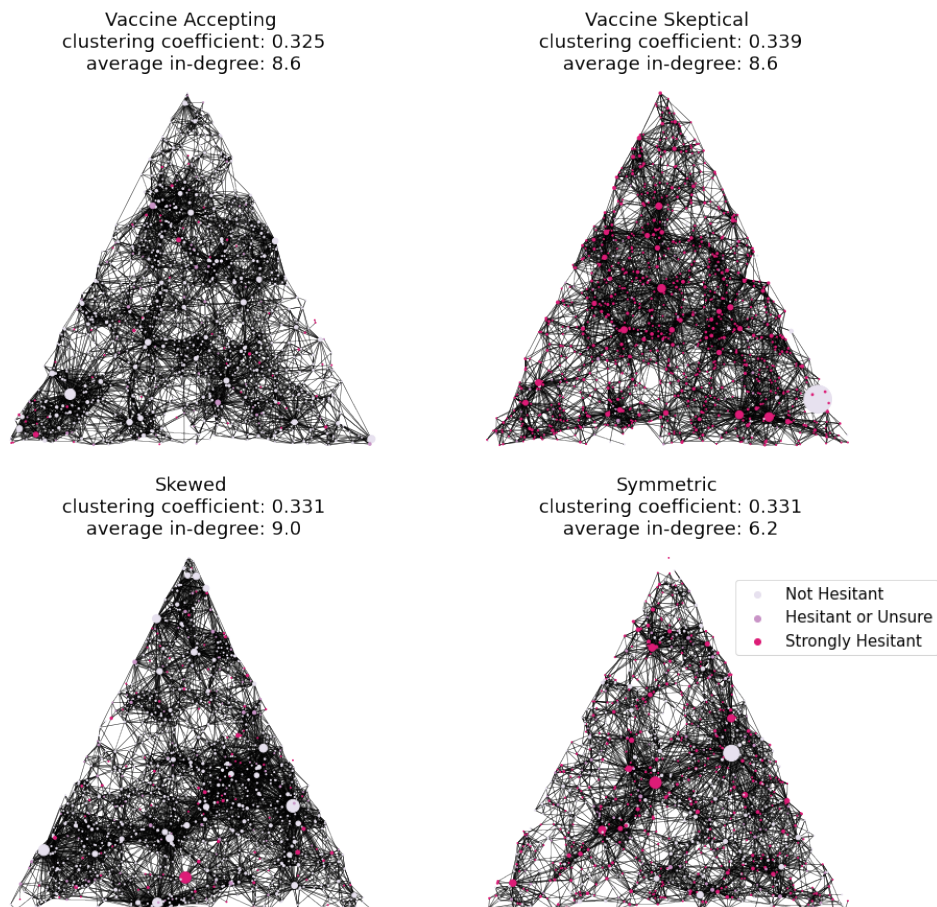 Vaccine Accepting
clustering coefficient: 0.325
average in-degree: 8.6
Vaccine Skeptical
clustering coefficient: 0.339
average in-degree: 8.6
Skewed
clustering coefficient: 0.331
average in-degree: 9.0
Symmetric
clustering coefficient: 0.331
average in-degree: 6.2
Not Hesitant
Hesitant or Unsure
Strongly Hesitant